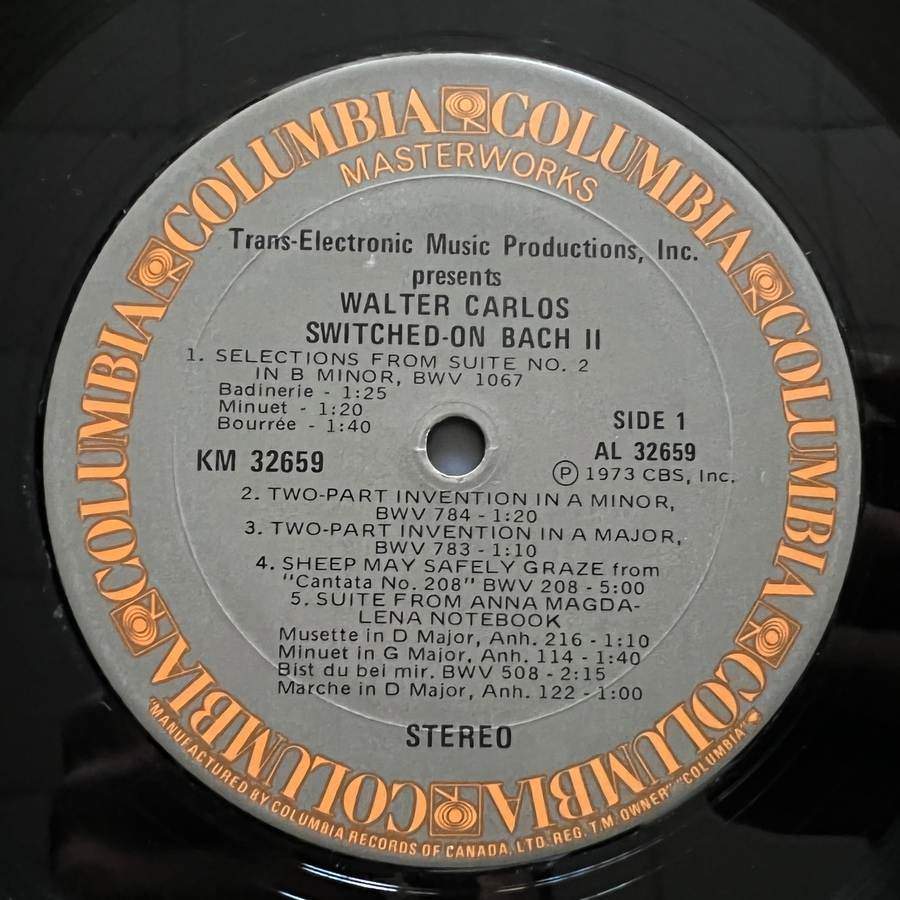 COLUMBIA COLUMBIA COLUMBIA COLUMBIA COLUMBIA COLUMBIA
MASTERWORKS
Trans-Electronic Music Productions, Inc.
presents
WALTER CARLOS
SWITCHED-ON BACH II
1. SELECTIONS FROM SUITE NO. 2
IN B MINOR, BWV 1067
Badinerie - 1:25
Minuet - 1:20
Bourrée - 1:40
SIDE 1
KM 32659
AL 32659
Ⓟ 1973 CBS, Inc.
2. TWO-PART INVENTION IN A MINOR,
BWV 784 - 1:20
3. TWO-PART INVENTION IN A MAJOR,
BWV 783 - 1:10
4. SHEEP MAY SAFELY GRAZE from
"Cantata No. 208" BWV 208 - 5:00
5. SUITE FROM ANNA MAGDA-
LENA NOTEBOOK
Musette in D Major, Anh. 216 - 1:10
Minuet in G Major, Anh. 114 - 1:40
Bist du bei mir. BWV 508 - 2:15
Marche in D Major, Anh. 122 - 1:00
STEREO
"MANUFACTURED BY COLUMBIA RECORDS OF CANADA, LTD. REG. T.M. OWNER" "COLUMBIA"